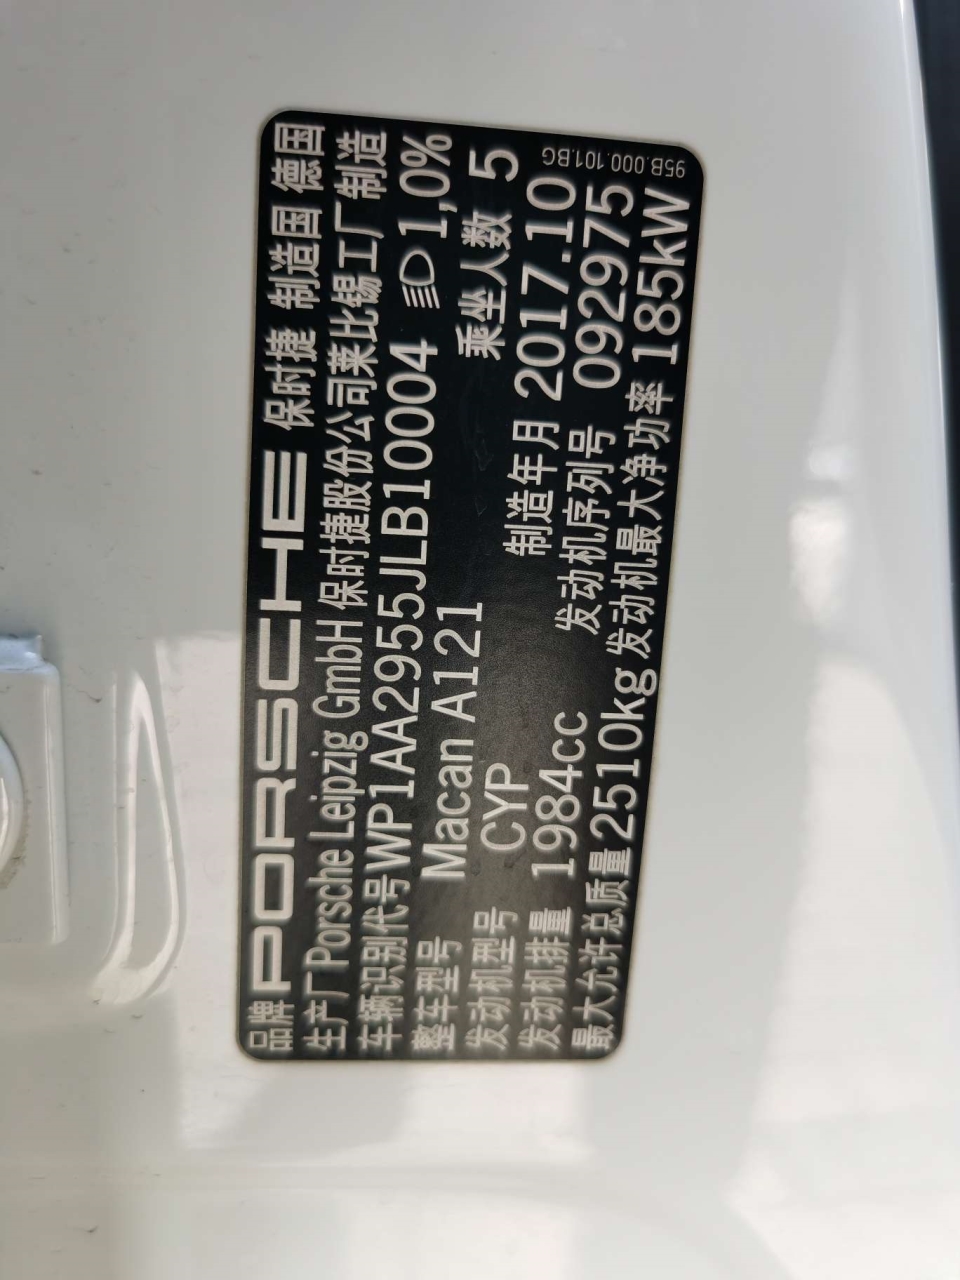 品牌 PORSCHE 保时捷 制造国 德国
生产厂 Porsche Leipzig GmbH 保时捷股份公司莱比锡工厂制造
车辆识别代号 WP1AA2955JLB10004 1,0%
整车型号 Macan A121 乘坐人数 5
发动机型号 CYP 制造年月 2017.10
发动机排量 1984cc 发动机序列号 092975
最大允许总质量 2510kg 发动机最大净功率 185kW
95B.000.101.BG